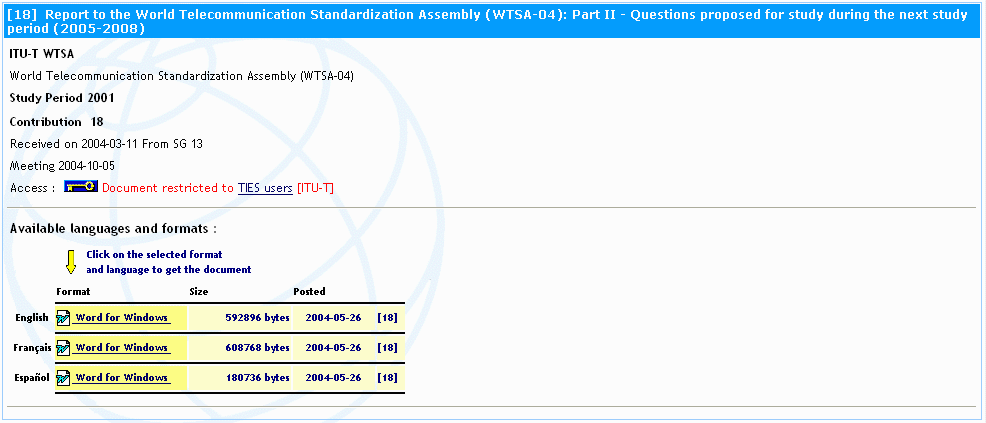 [18] Report to the World Telecommunication Standardization Assembly (WTSA-04): Part II - Questions proposed for study during the next study
period (2005-2008)
ITU-T WTSA
World Telecommunication Standardization Assembly (WTSA-04)
Study Period 2001
Contribution 18
Received on 2004-03-11 From SG 13
Meeting 2004-10-05
Access : Document restricted to TIES users [ITU-T]
Available languages and formats :
Click on the selected format
and language to get the document
Format Size Posted
English Word for Windows 592896 bytes 2004-05-26 [18]
Français Word for Windows 608768 bytes 2004-05-26 [18]
Español Word for Windows 180736 bytes 2004-05-26 [18]